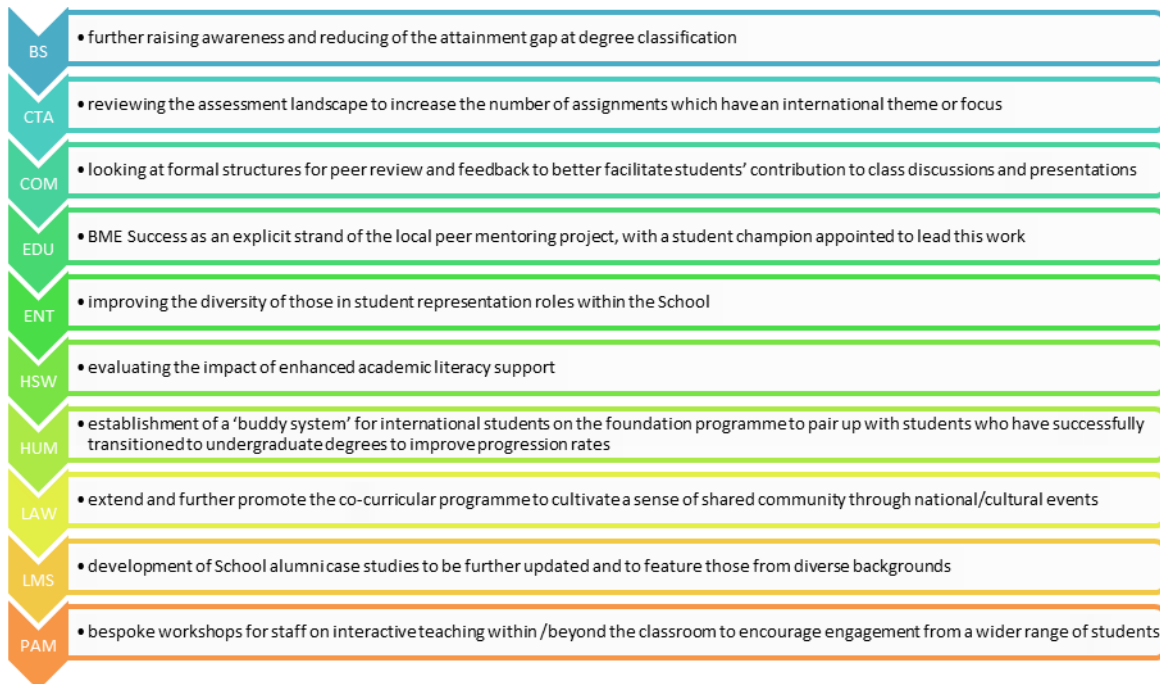 BS
• further raising awareness and reducing of the attainment gap at degree classification
CTA
• reviewing the assessment landscape to increase the number of assignments which have an international theme or focus
COM
• looking at formal structures for peer review and feedback to better facilitate students’ contribution to class discussions and presentations
EDU
• BME Success as an explicit strand of the local peer mentoring project, with a student champion appointed to lead this work
ENT
• improving the diversity of those in student representation roles within the School
HSW
• evaluating the impact of enhanced academic literacy support
HUM
• establishment of a ‘buddy system’ for international students on the foundation programme to pair up with students who have successfully
transitioned to undergraduate degrees to improve progression rates
LAW
• extend and further promote the co-curricular programme to cultivate a sense of shared community through national/cultural events
LMS
• development of School alumni case studies to be further updated and to feature those from diverse backgrounds
PAM
• bespoke workshops for staff on interactive teaching within /beyond the classroom to encourage engagement from a wider range of students